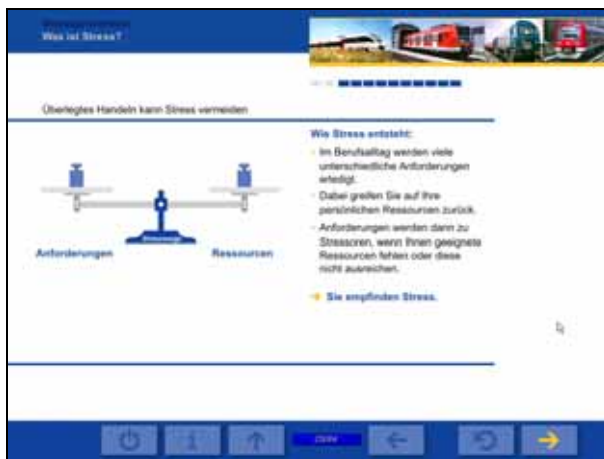 Was ist Stress?
Überlegtes Handeln kann Stress vermeiden
Wie Stress entsteht:
- Im Berufsalltag werden viele
unterschiedliche Anforderungen
erledigt.
- Dabei greifen Sie auf Ihre
persönlichen Ressourcen zurück.
- Anforderungen werden dann zu
Stressoren, wenn Ihnen geeignete
Ressourcen fehlen oder diese
nicht ausreichen.
→ Sie empfinden Stress.
Anforderungen
Ressourcen